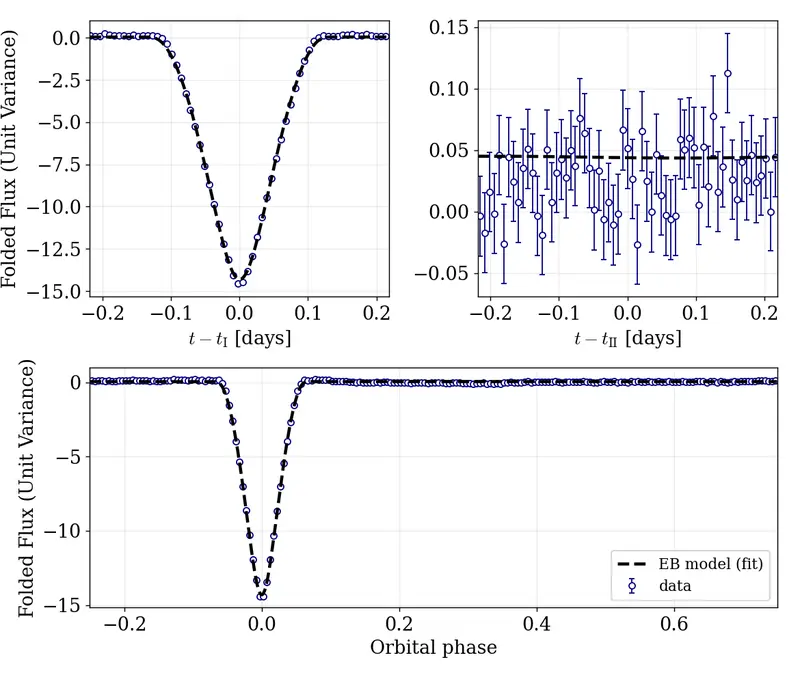 Folded Flux (Unit Variance)
0.0
−2.5
−5.0
−7.5
−10.0
−12.5
−15.0
−0.2 −0.1 0.0 0.1 0.2
t − tI [days]
0.15
0.10
0.05
0.00
−0.05
−0.2 −0.1 0.0 0.1 0.2
t − tII [days]
Folded Flux (Unit Variance)
0
−5
−10
−15
−0.2 0.0 0.2 0.4 0.6
Orbital phase
EB model (fit)
data